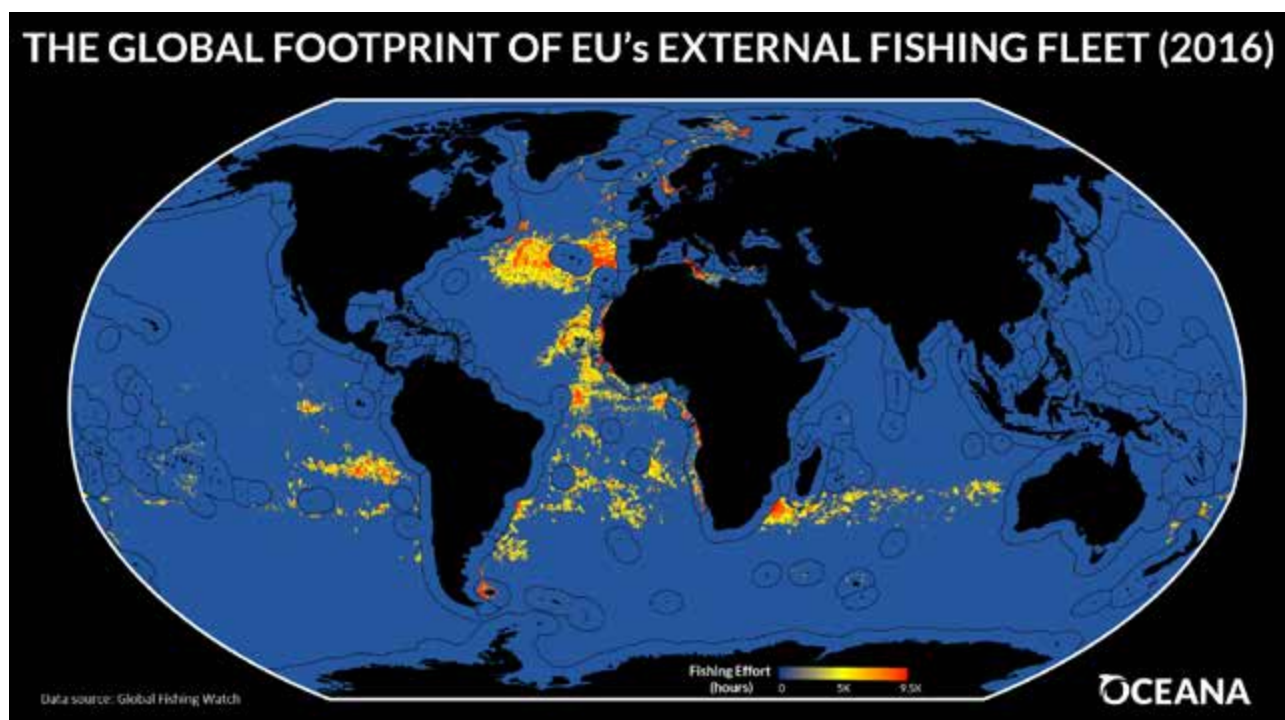 THE GLOBAL FOOTPRINT OF EU's EXTERNAL FISHING FLEET (2016)
Fishing Effort
(hours)
0 5K 9.5K
Data source: Global Fishing Watch
OCEANA